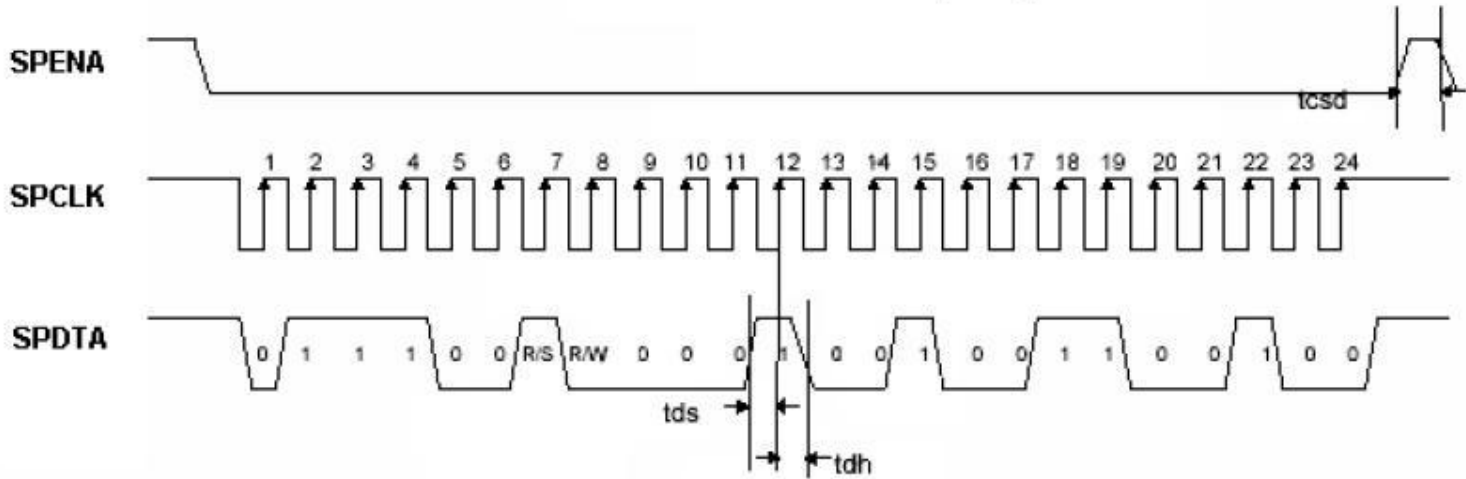 SPENA
tcsd
1 2 3 4 5 6 7 8 9 10 11 12 13 14 15 16 17 18 19 20 21 22 23 24
SPCLK
SPDTA
0 1 1 1 0 0 R/S R/W 0 0 0 1 0 0 1 0 0 1 1 0 0 1 0 0
tds
tdh